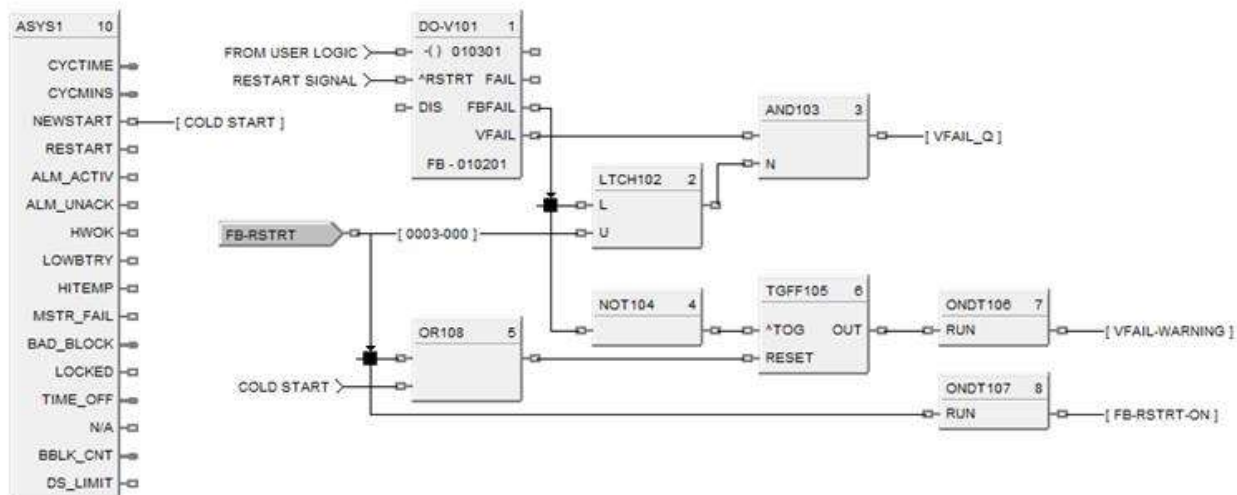 ASYS1 10
CYCTIME
CYCMINS
NEWSTART
[ COLD START ]
RESTART
ALM_ACTIV
ALM_UNACK
HWOK
LOWBTRY
HITEMP
MSTR_FAIL
BAD_BLOCK
LOCKED
TIME_OFF
N/A
BBLK_CNT
DS_LIMIT
FROM USER LOGIC
RESTART SIGNAL
DO-V101 1
-( ) 010301
^RSTRT FAIL
DIS FBFAIL
VFAIL
FB - 010201
FB-RSTRT
[ 0003-000 ]
LTCH102 2
L
U
AND103 3
N
[ VFAIL_Q ]
NOT104 4
OR108 5
COLD START
TGFF105 6
^TOG OUT
RESET
ONDT106 7
RUN
[ VFAIL-WARNING ]
ONDT107 8
RUN
[ FB-RSTRT-ON ]